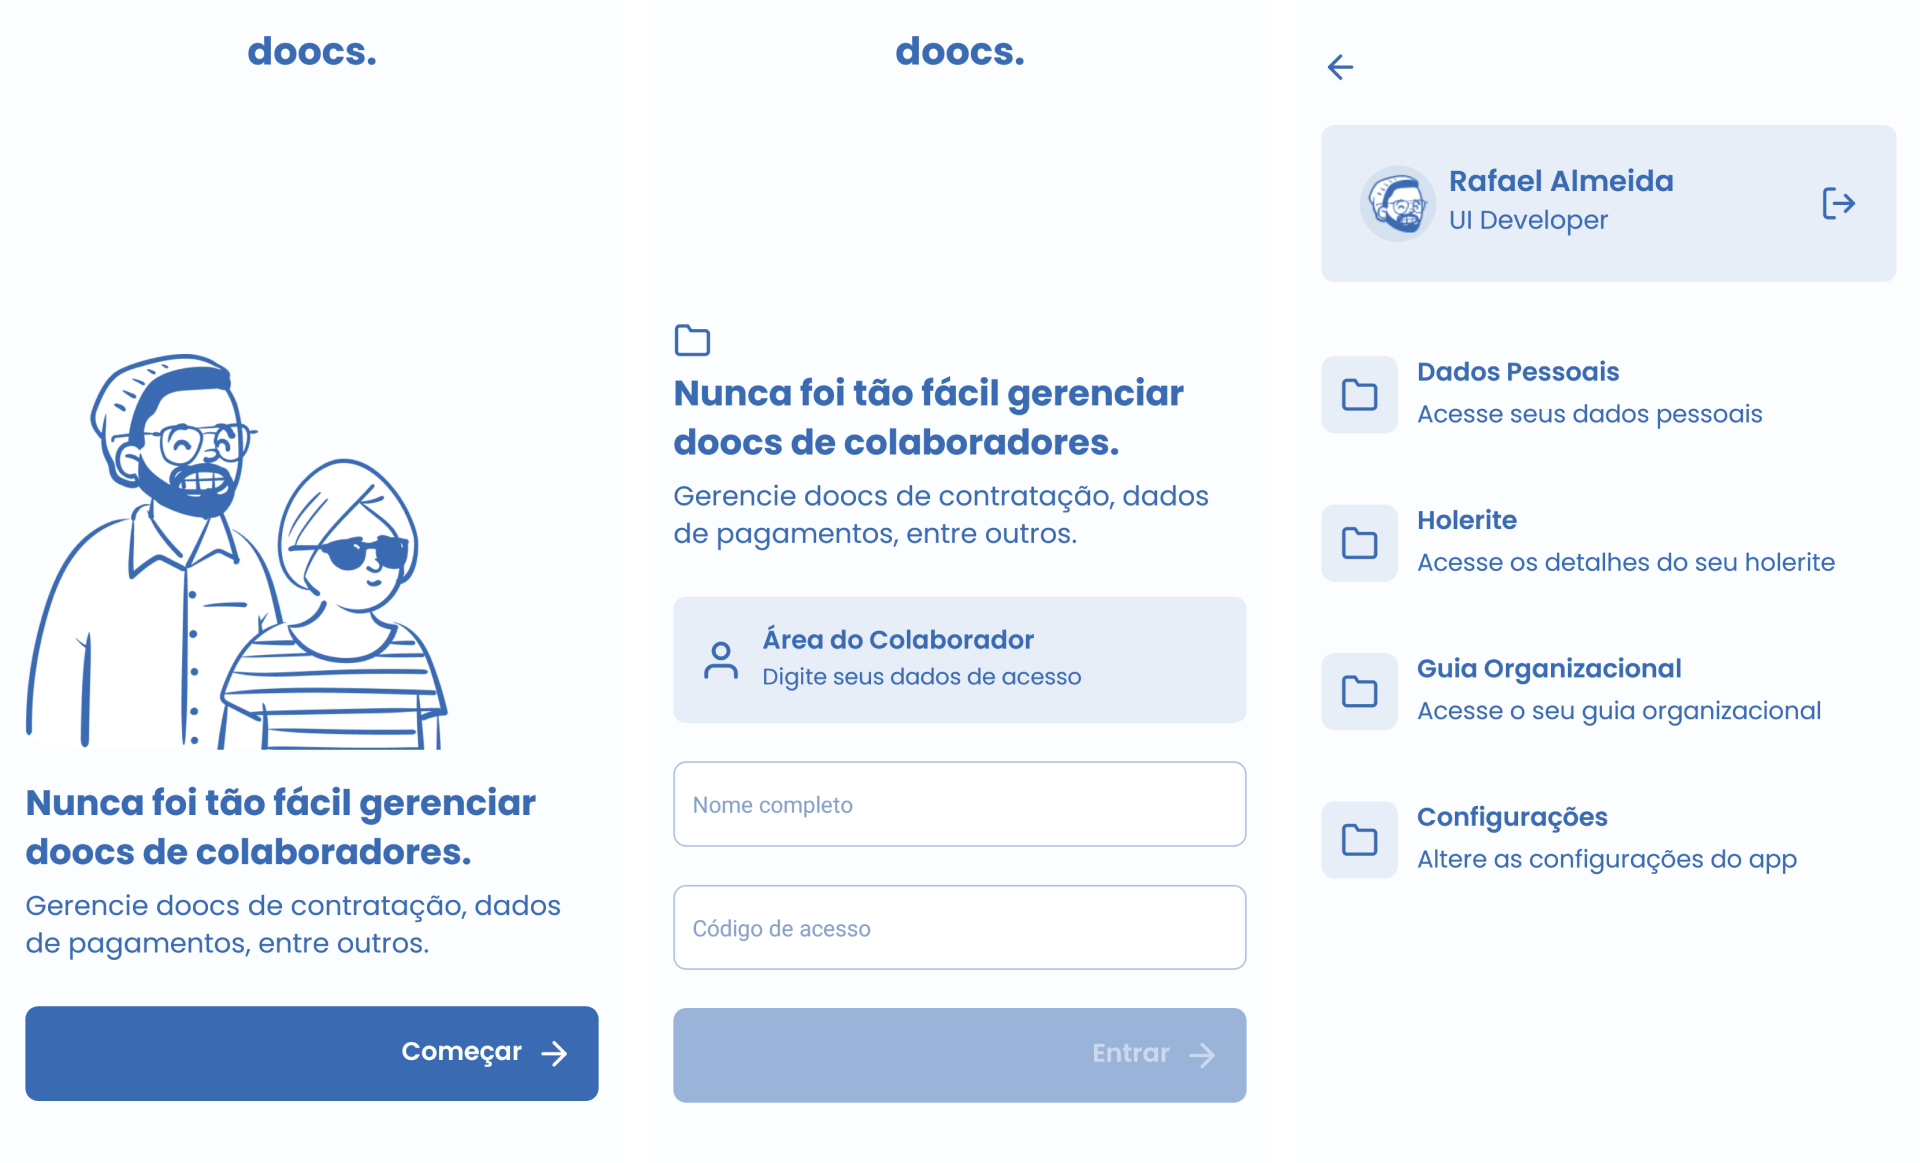 doocs.
Nunca foi tão fácil gerenciar
doocs de colaboradores.
Gerencie doocs de contratação, dados
de pagamentos, entre outros.
Começar
doocs.
Nunca foi tão fácil gerenciar
doocs de colaboradores.
Gerencie doocs de contratação, dados
de pagamentos, entre outros.
Área do Colaborador
Digite seus dados de acesso
Nome completo
Código de acesso
Entrar
Rafael Almeida
UI Developer
Dados Pessoais
Acesse seus dados pessoais
Holerite
Acesse os detalhes do seu holerite
Guia Organizacional
Acesse o seu guia organizacional
Configurações
Altere as configurações do app